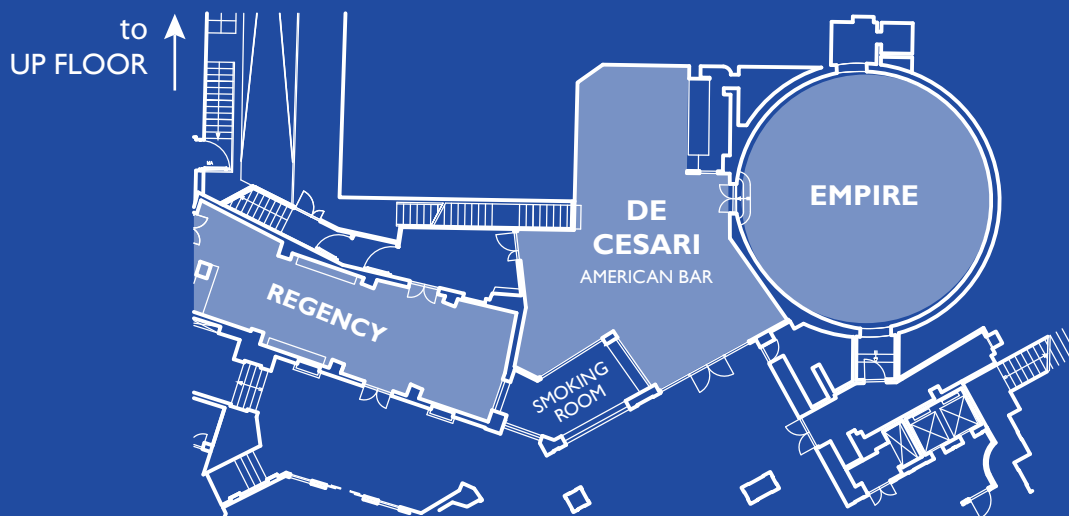 to
UP FLOOR
EMPIRE
DE
CESARI
AMERICAN BAR
REGENCY
SMOKING
ROOM